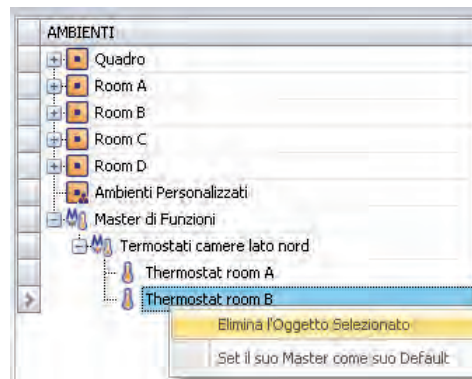 AMBIENTI
Quadro
Room A
Room B
Room C
Room D
Ambienti Personalizzati
Master di Funzioni
Termostati camere lato nord
Thermostat room A
Thermostat room B
Elimina l'Oggetto Selezionato
Set il suo Master come suo Default